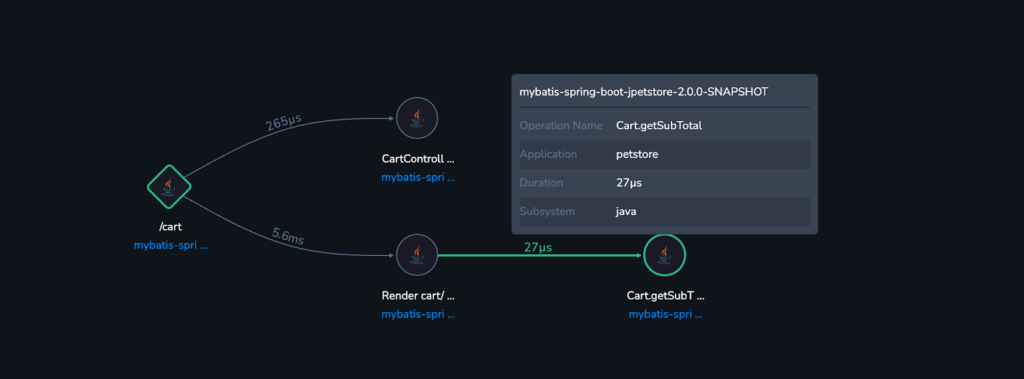 mybatis-spring-boot-jpetstore-2.0.0-SNAPSHOT
Operation Name Cart.getSubTotal
Application petstore
Duration 27μs
Subsystem java
265μs
CartControll ...
mybatis-spri ...
/cart
mybatis-spri ...
5.6ms
27μs
Render cart/ ...
mybatis-spri ...
Cart.getSubT ...
mybatis-spri ...